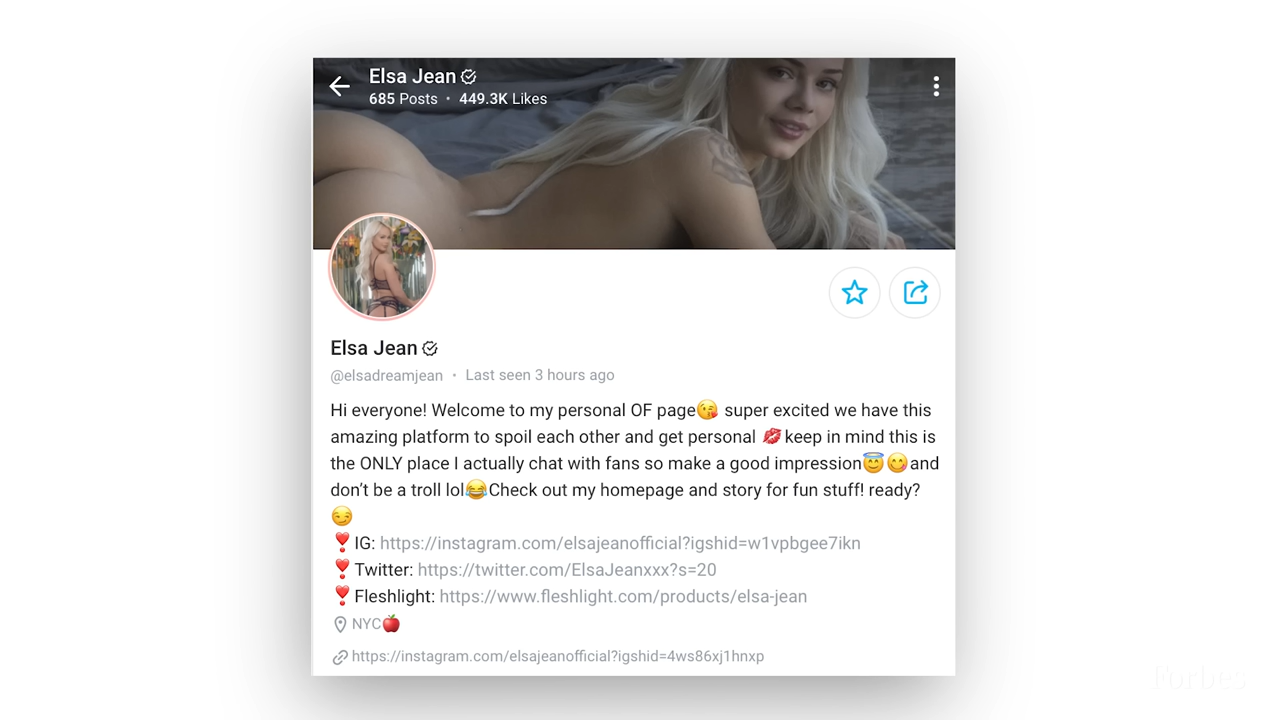 Elsa Jean
685 Posts • 449.3K Likes
Elsa Jean
@elsadreamjean • Last seen 3 hours ago
Hi everyone! Welcome to my personal OF page😘 super excited we have this
amazing platform to spoil each other and get personal 💋keep in mind this is
the ONLY place I actually chat with fans so make a good impression😇😋and
don’t be a troll lol😂Check out my homepage and story for fun stuff! ready?
😏
❣️IG: https://instagram.com/elsajeanofficial?igshid=w1vpbgee7ikn
❣️Twitter: https://twitter.com/ElsaJeanxxx?s=20
❣️Fleshlight: https://www.fleshlight.com/products/elsa-jean
NYC🍎
https://instagram.com/elsajeanofficial?igshid=4ws86xj1hnxp
Forbes